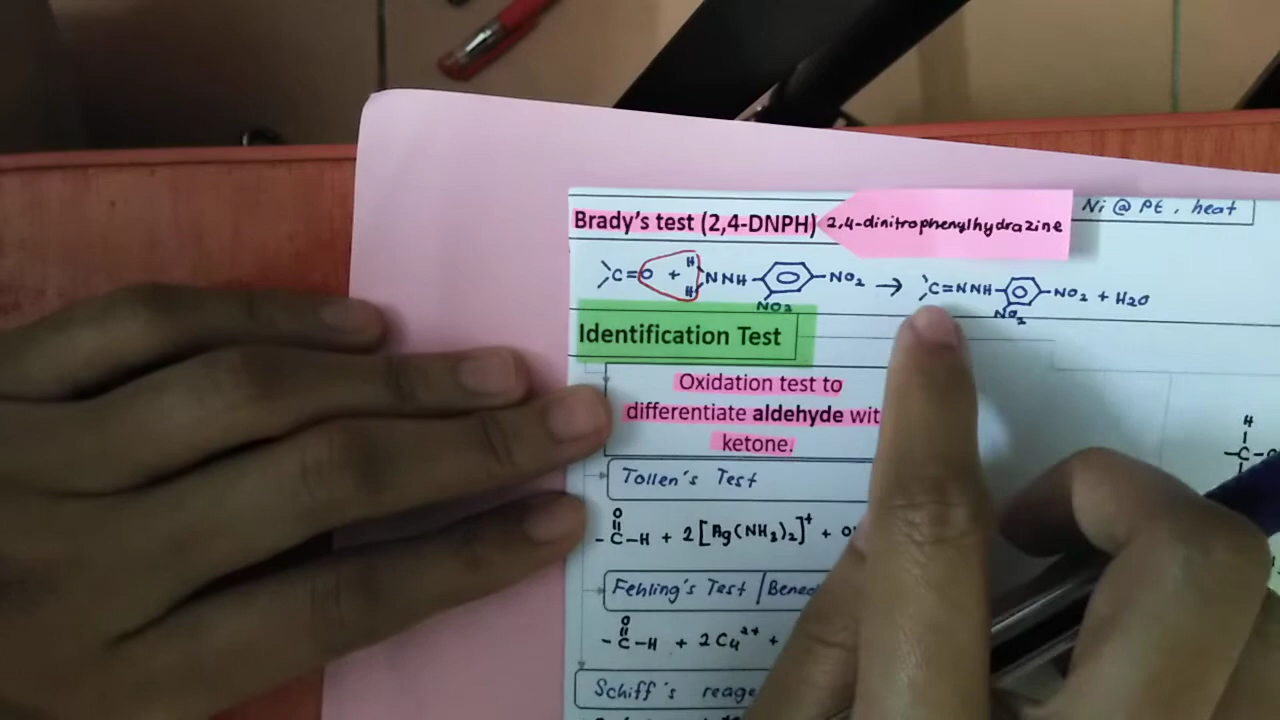 Ni @ Pt, heat
Brady's test (2,4-DNPH) 2,4-dinitrophenylhydrazine
C=O + H H NNH NO₂ → C=NNH NO₂ + H₂O
NO₂ NO₂
Identification Test
Oxidation test to
differentiate aldehyde wit
ketone.
Tollen's Test
O
-C-H + 2[Ag(NH₃)₂]⁺ + O
Fehling's Test / Bened
O
-C-H + 2Cu²⁺ +
Schiff's reage
H
-C-